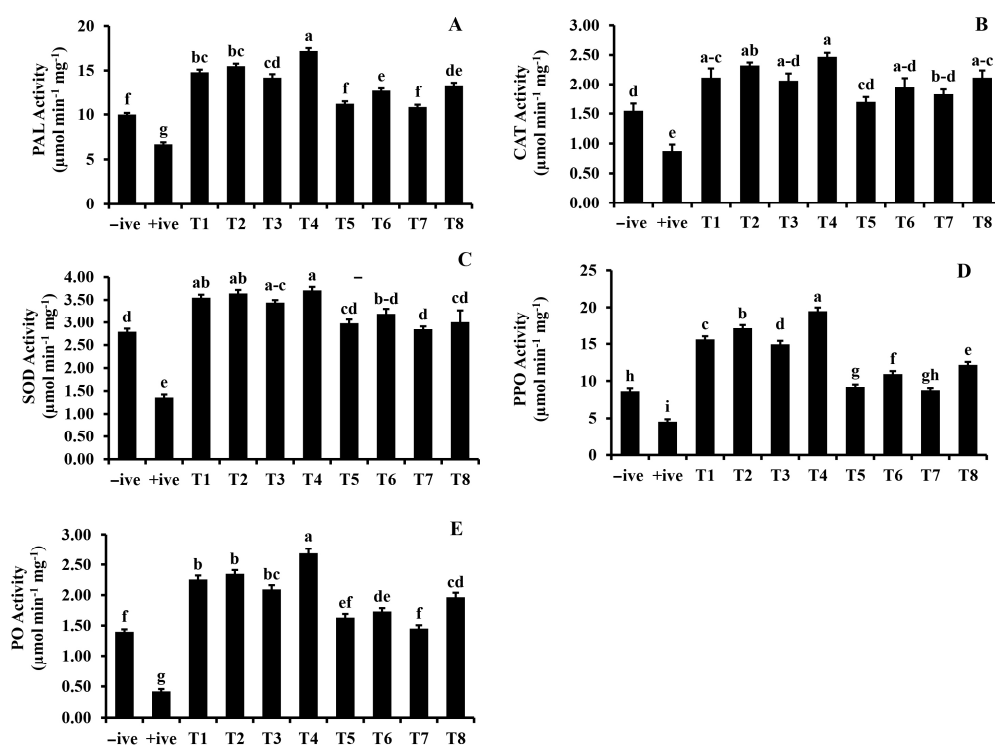 A
PAL Activity
(µmol min⁻¹ mg⁻¹)
20
15
10
5
0
f
g
bc
bc
cd
a
f
e
f
de
–ive +ive T1 T2 T3 T4 T5 T6 T7 T8
B
CAT Activity
(µmol min⁻¹ mg⁻¹)
3.00
2.50
2.00
1.50
1.00
0.50
0.00
d
e
a-c
ab
a-d
a
cd
a-d
b-d
a-c
–ive +ive T1 T2 T3 T4 T5 T6 T7 T8
C
SOD Activity
(µmol min⁻¹ mg⁻¹)
4.00
3.50
3.00
2.50
2.00
1.50
1.00
0.50
0.00
d
e
ab
ab
a-c
a
–
cd
b-d
d
cd
–ive +ive T1 T2 T3 T4 T5 T6 T7 T8
D
PPO Activity
(µmol min⁻¹ mg⁻¹)
25
20
15
10
5
0
h
i
c
b
d
a
g
f
gh
e
–ive +ive T1 T2 T3 T4 T5 T6 T7 T8
E
PO Activity
(µmol min⁻¹ mg⁻¹)
3.00
2.50
2.00
1.50
1.00
0.50
0.00
f
g
b
b
bc
a
ef
de
f
cd
–ive +ive T1 T2 T3 T4 T5 T6 T7 T8